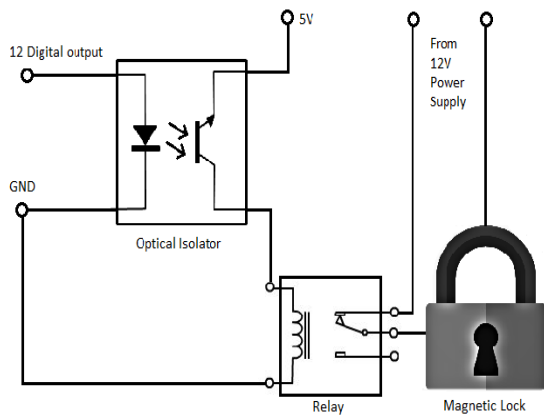 5V
12 Digital output
From
12V
Power
Supply
GND
Optical Isolator
Relay
Magnetic Lock